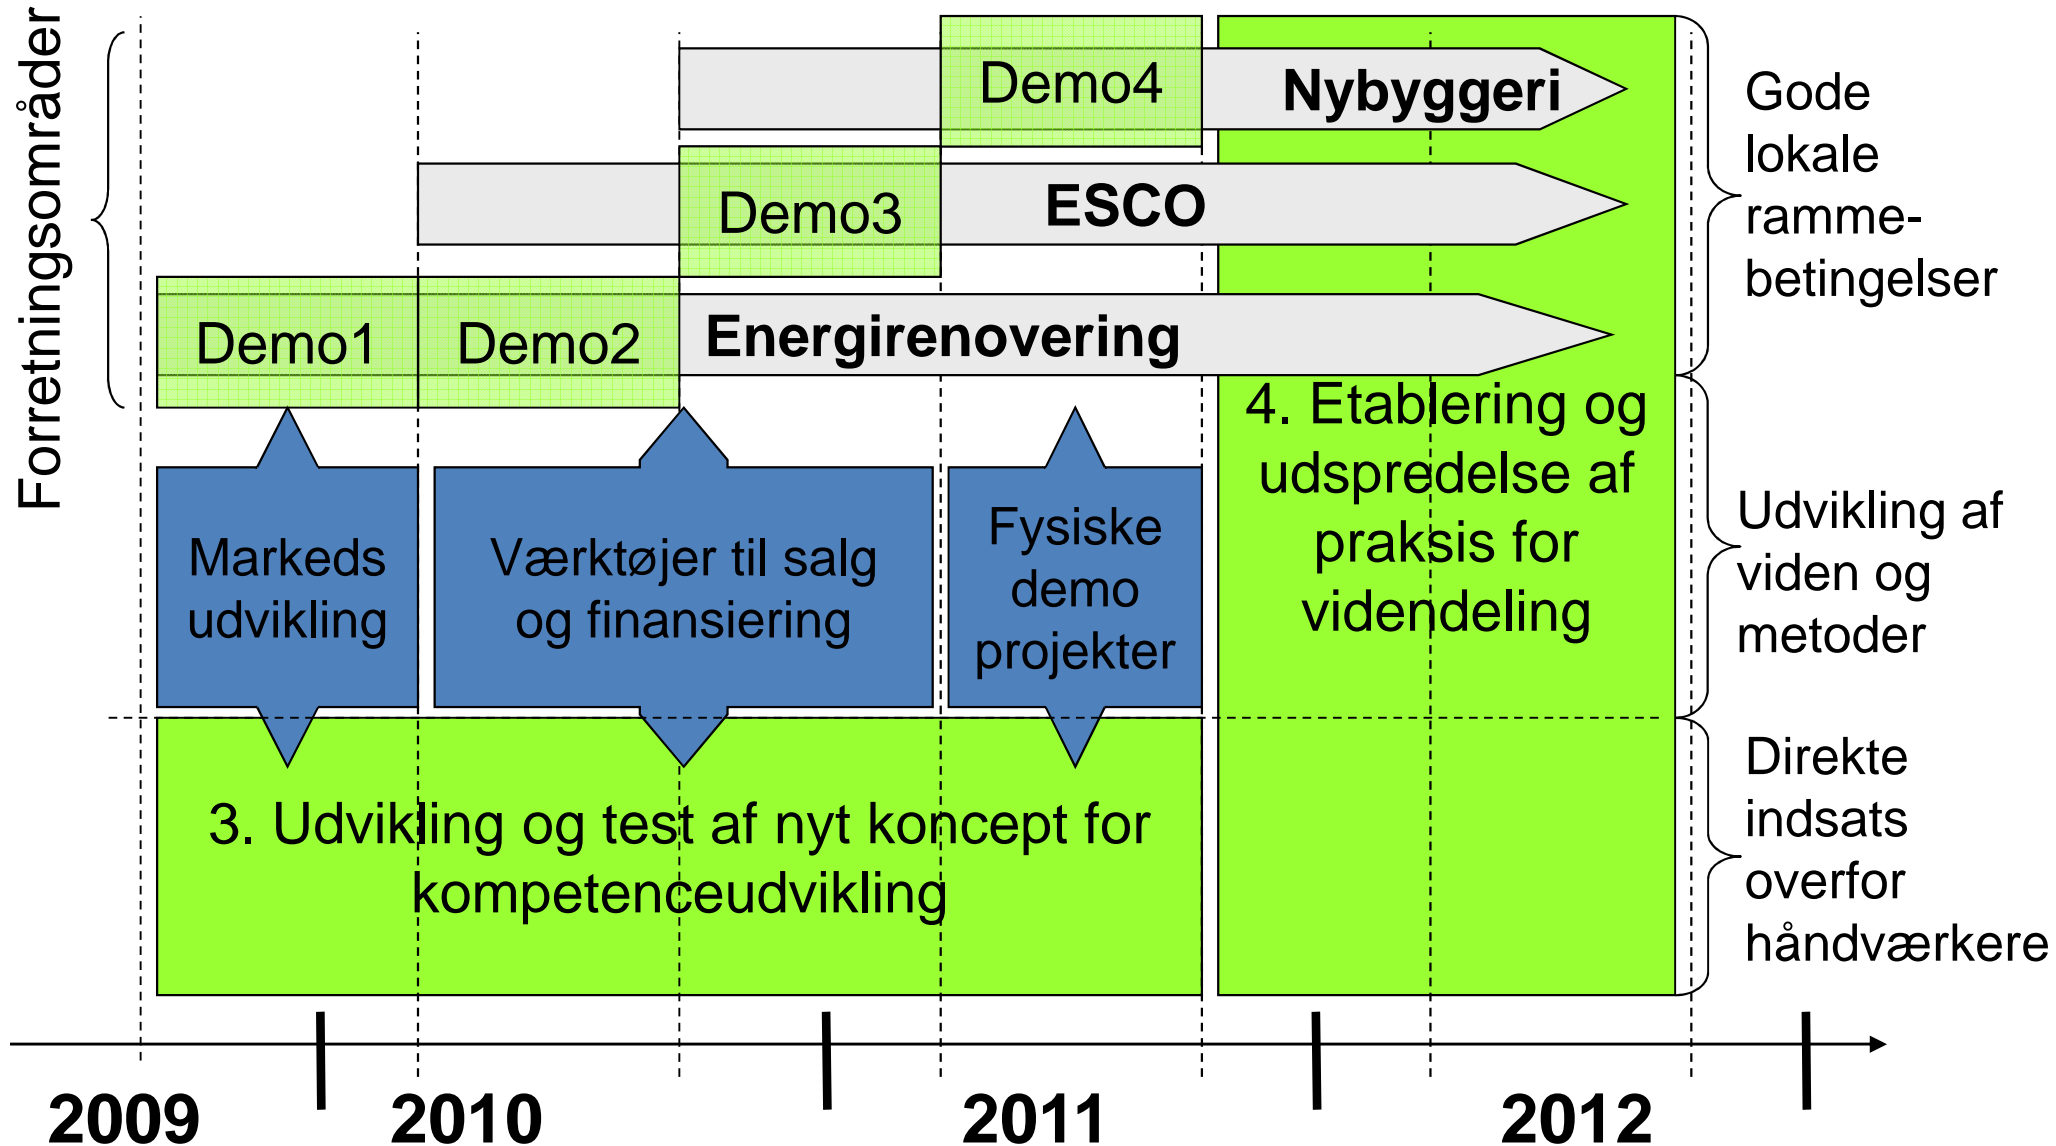 Forretningsområder
Demo4
Nybyggeri
Demo3
ESCO
Demo1
Demo2
Energirenovering
Gode
lokale
ramme-
betingelser
Markeds
udvikling
Værktøjer til salg
og finansiering
Fysiske
demo
projekter
4. Etablering og
udspredelse af
praksis for
videndeling
Udvikling af
viden og
metoder
3. Udvikling og test af nyt koncept for
kompetenceudvikling
Direkte
indsats
overfor
håndværkere
2009
2010
2011
2012